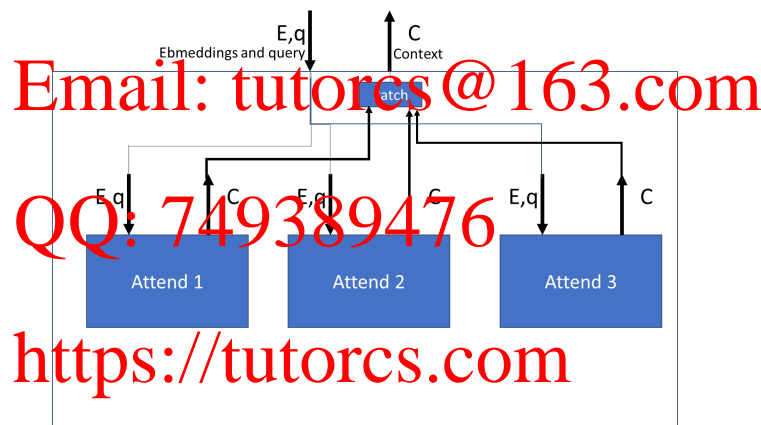 E,q
C
Ebmeddings and query
Context
Email: tutorcs@163.com
E,q
C
E,q
C
E,q
C
QQ: 749389476
Attend 1
Attend 2
Attend 3
https://tutorcs.com